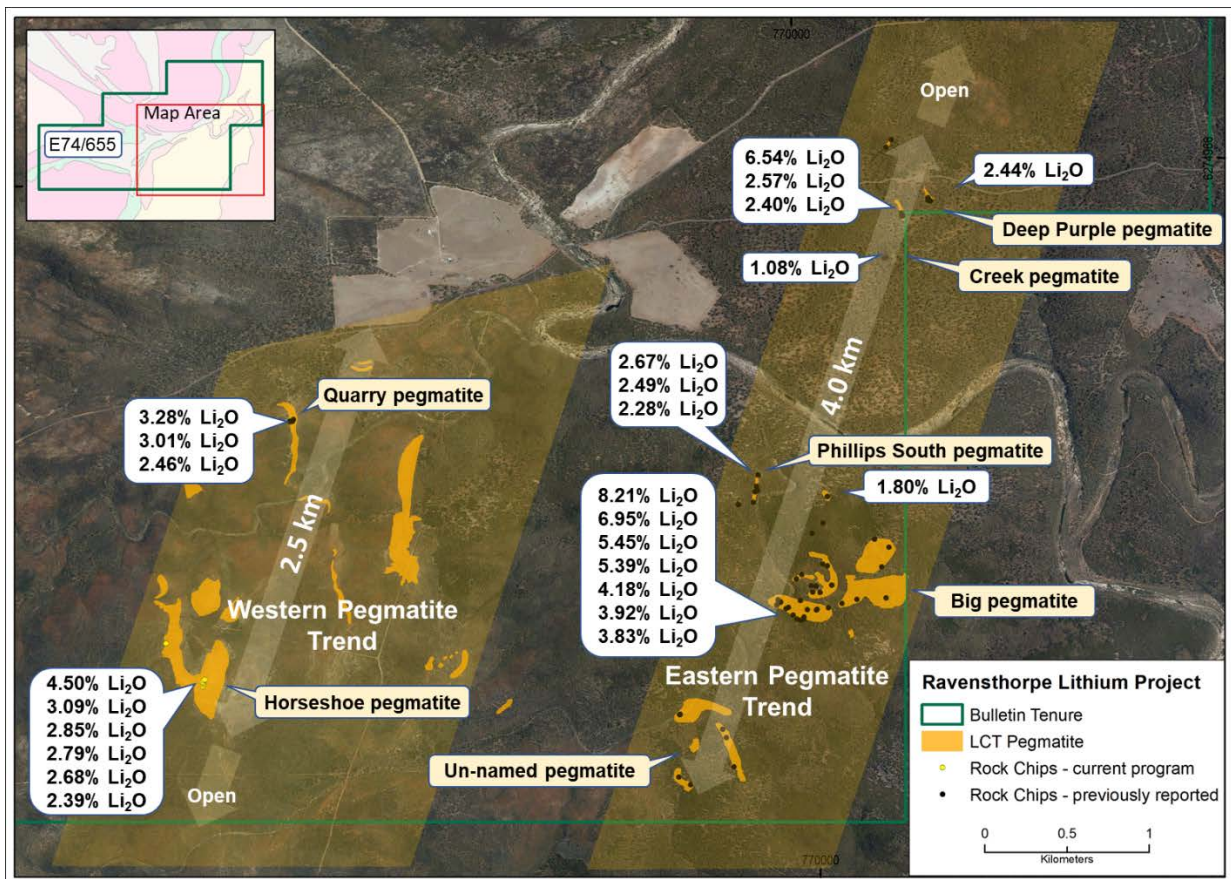 770000
Map Area
E74/655
Open
6.54% Li₂O
2.57% Li₂O
2.40% Li₂O
2.44% Li₂O
6274988
Deep Purple pegmatite
1.08% Li₂O
Creek pegmatite
4.0 km
2.67% Li₂O
2.49% Li₂O
2.28% Li₂O
Quarry pegmatite
3.28% Li₂O
3.01% Li₂O
2.46% Li₂O
2.5 km
Phillips South pegmatite
1.80% Li₂O
8.21% Li₂O
6.95% Li₂O
5.45% Li₂O
5.39% Li₂O
4.18% Li₂O
3.92% Li₂O
3.83% Li₂O
Big pegmatite
Western Pegmatite
Trend
Eastern Pegmatite
Trend
4.50% Li₂O
3.09% Li₂O
2.85% Li₂O
2.79% Li₂O
2.68% Li₂O
2.39% Li₂O
Horseshoe pegmatite
Open
Un-named pegmatite
Ravensthorpe Lithium Project
Bulletin Tenure
LCT Pegmatite
Rock Chips - current program
Rock Chips - previously reported
0 0.5 1
Kilometers
770000